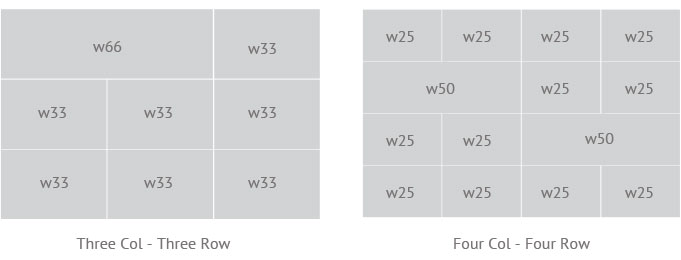 w66 w33
w33 w33 w33
w33 w33 w33
Three Col - Three Row
w25 w25 w25 w25
w50 w25 w25
w25 w25 w50
w25 w25 w25 w25
Four Col - Four Row